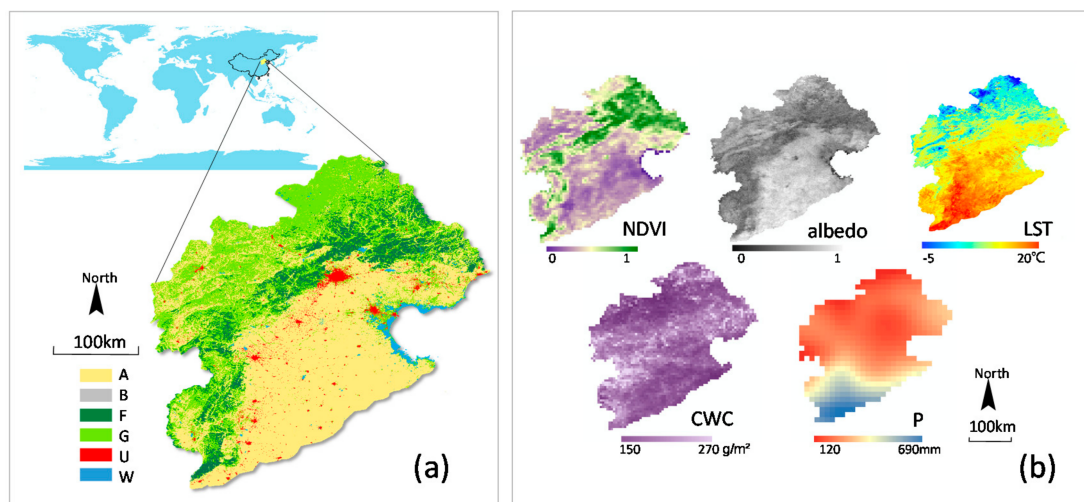 North
100km
A
B
F
G
U
W
(a)
NDVI
0 1
albedo
0 1
LST
-5 20℃
CWC
150 270 g/m²
P
120 690mm
North
100km
(b)